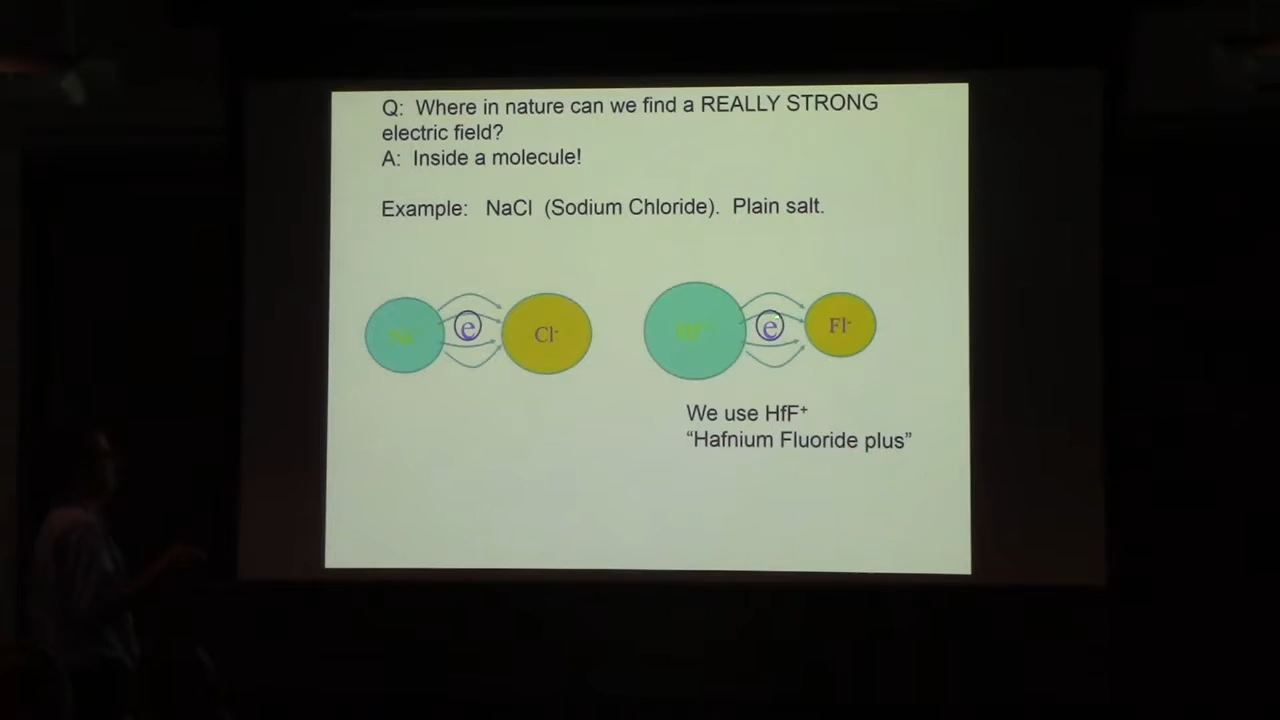 Q: Where in nature can we find a REALLY STRONG
electric field?
A: Inside a molecule!
Example: NaCl (Sodium Chloride). Plain salt.
Na
e
Cl-
e
Fl-
We use HfF+
“Hafnium Fluoride plus”